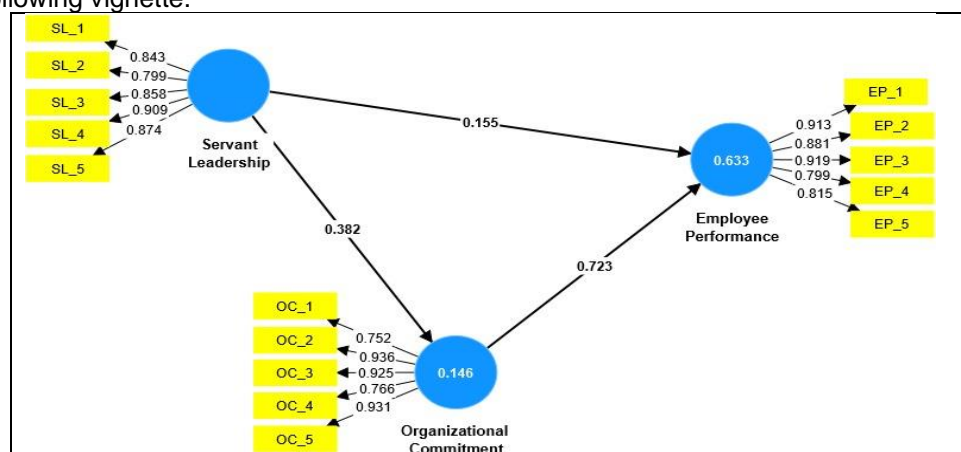 ollowing vignette:
SL_1
SL_2
SL_3
SL_4
SL_5
0.843
0.799
0.858
0.909
0.874
Servant
Leadership
0.155
0.382
0.723
0.633
Employee
Performance
0.913
0.881
0.919
0.799
0.815
EP_1
EP_2
EP_3
EP_4
EP_5
OC_1
OC_2
OC_3
OC_4
OC_5
0.752
0.936
0.925
0.766
0.931
0.146
Organizational
Commitment